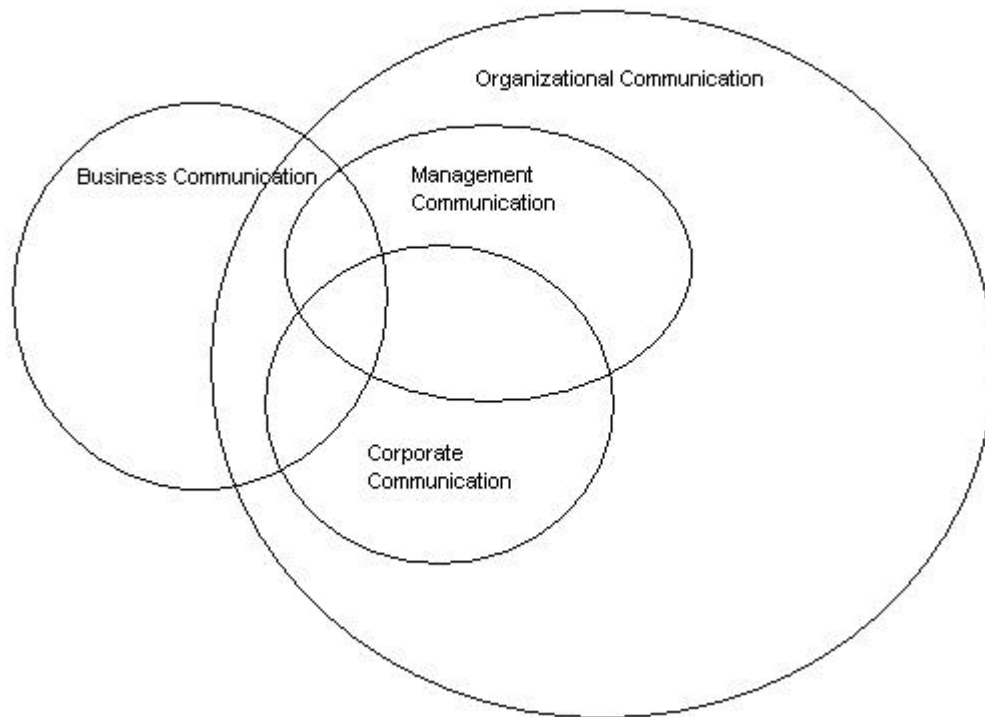 Organizational Communication
Business Communication
Management
Communication
Corporate
Communication